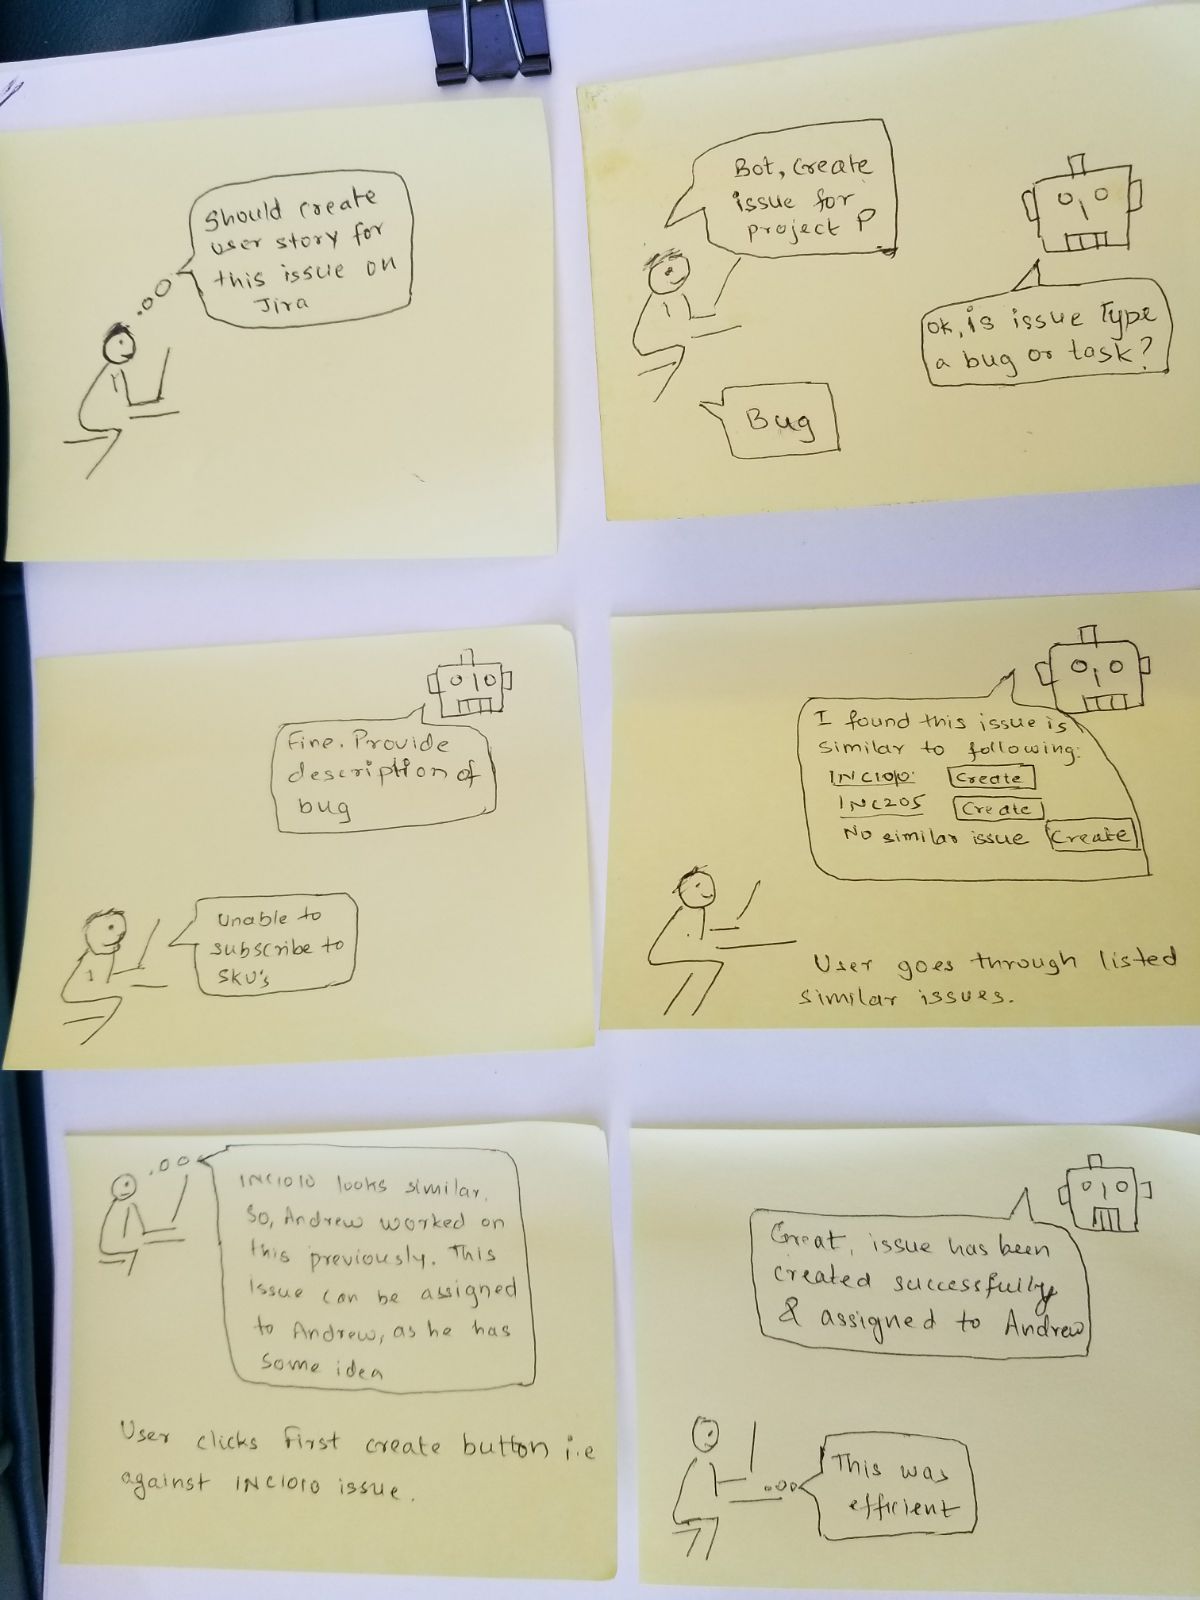 Should create
user story for
this issue on
Jira
Bot, Create
issue for
project P
OK, is issue Type
a bug or task?
Bug
Fine. Provide
description of
bug
Unable to
subscribe to
SKU's
I found this issue is
similar to following:
INC1010: Create
INC205 Create
No similar issue Create
User goes through listed
similar issues.
INC1010 looks similar.
So, Andrew worked on
this previously. This
issue can be assigned
to Andrew, as he has
some idea
User clicks first create button i.e
against INC1010 issue.
Great, issue has been
created successfully
& assigned to Andrew
This was
efficient